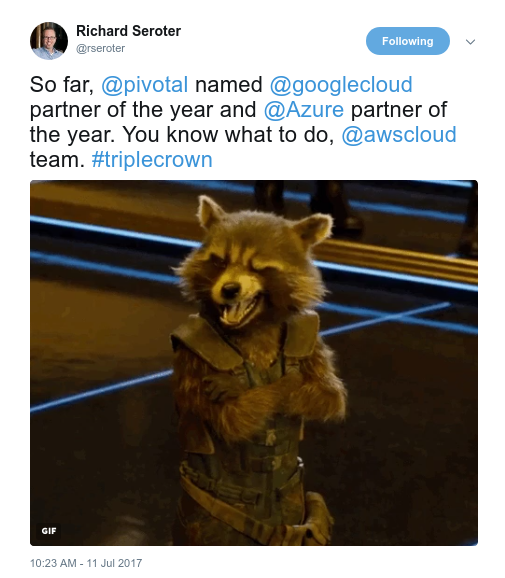 Richard Seroter
@rseroter
Following
So far, @pivotal named @googlecloud
partner of the year and @Azure partner of
the year. You know what to do, @awscloud
team. #triplecrown
GIF
10:23 AM - 11 Jul 2017